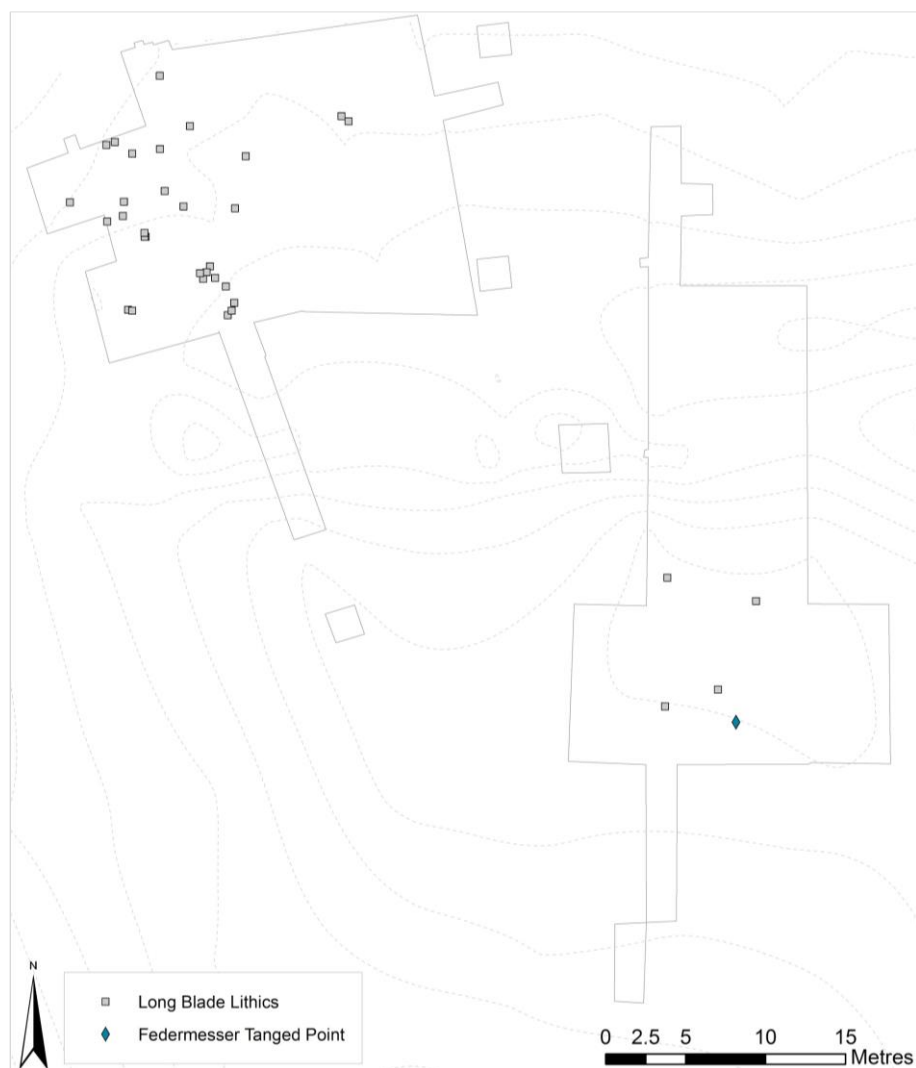 N
Long Blade Lithics
Federmesser Tanged Point
0 2.5 5 10 15
Metres